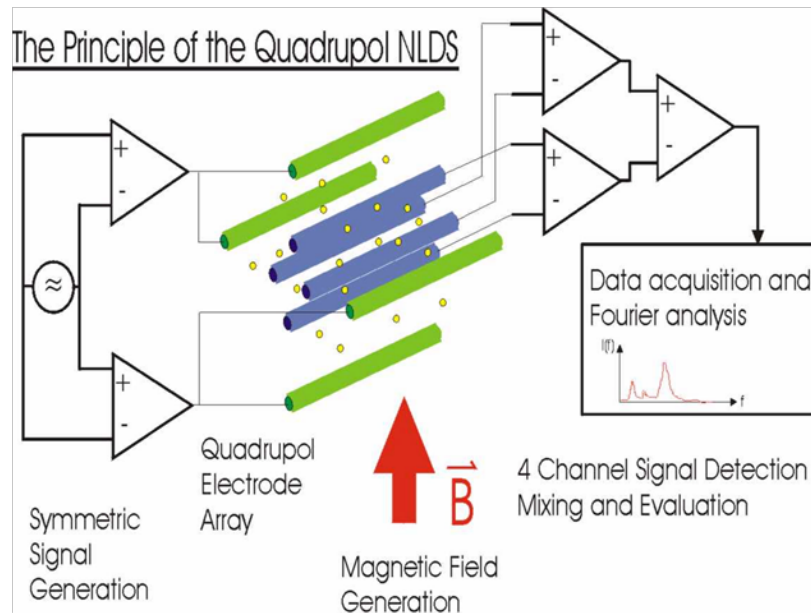 The Principle of the Quadrupol NLDS
+
-
+
-
+
-
+
-
+
-
≈
Data acquisition and
Fourier analysis
I(f)
f
Quadrupol
Electrode
Array
B
4 Channel Signal Detection
Mixing and Evaluation
Symmetric
Signal
Generation
Magnetic Field
Generation